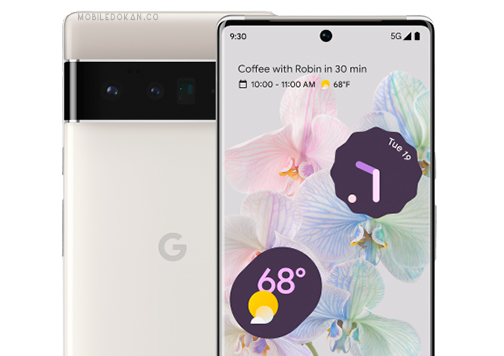 MOBILEDOKAN.CO
9:30
5G
Coffee with Robin in 30 min
10:00 - 11:00 AM 68°F
Tue 19
G
68°